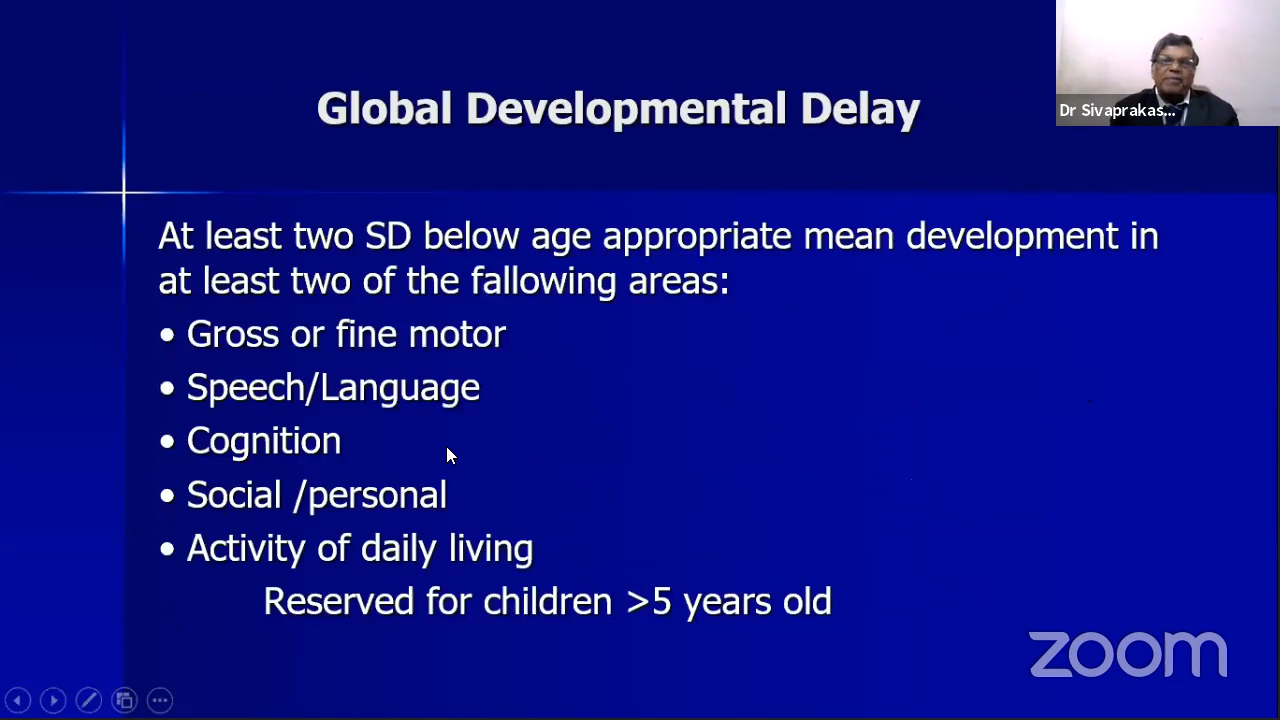 Global Developmental Delay
Dr Sivaprakas...
At least two SD below age appropriate mean development in
at least two of the fallowing areas:
• Gross or fine motor
• Speech/Language
• Cognition
• Social /personal
• Activity of daily living
Reserved for children >5 years old
zoom